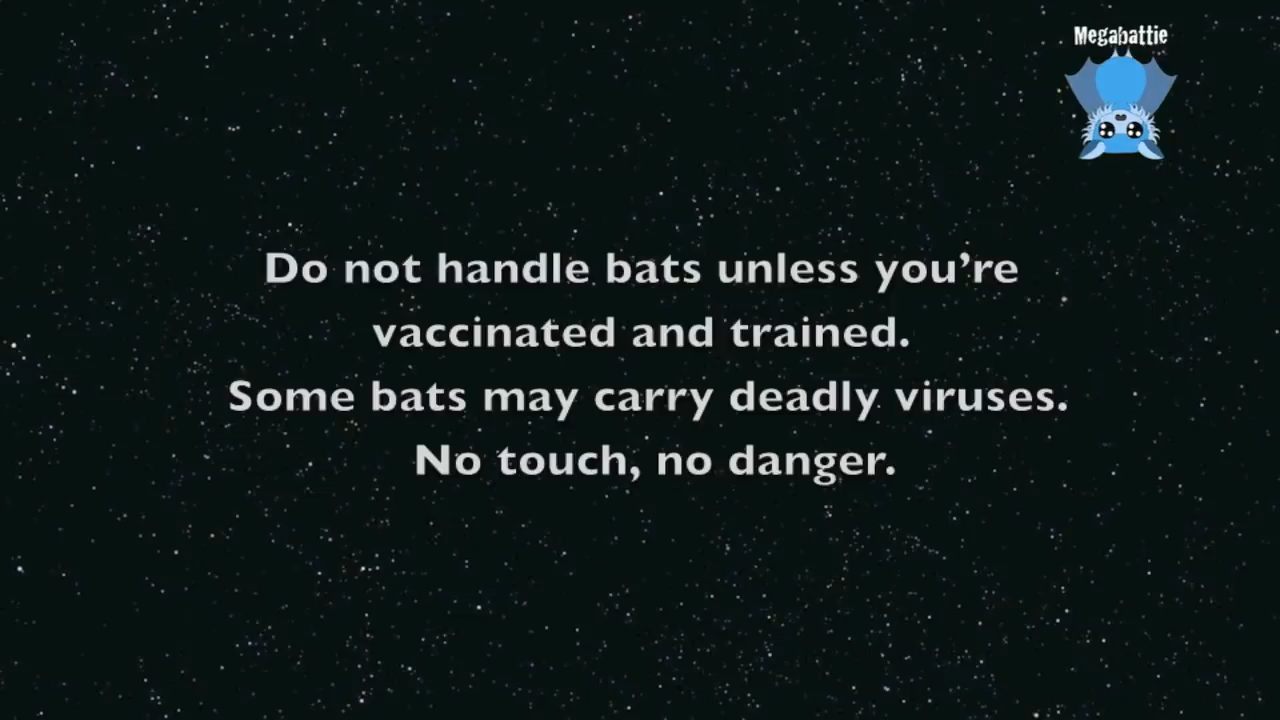 Megabattie
Do not handle bats unless you’re
vaccinated and trained.
Some bats may carry deadly viruses.
No touch, no danger.